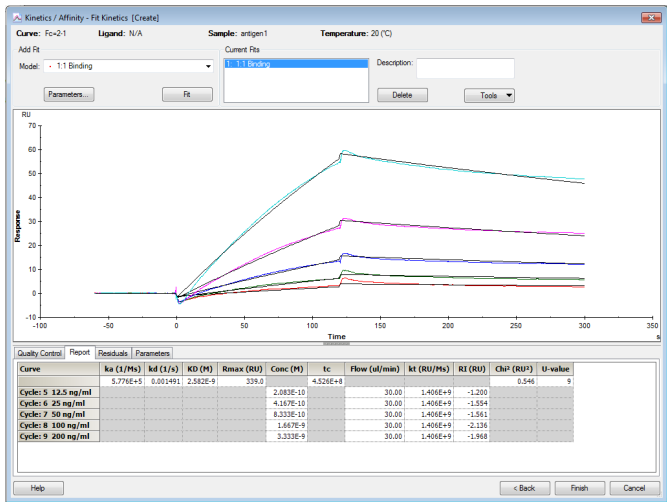 Kinetics / Affinity - Fit Kinetics [Create]
Curve: Fc=2-1 Ligand: N/A Sample: antigen1 Temperature: 20 (°C)
Add Fit Current Fits
Model: 1:1 Binding 1: 1:1 Binding Description:
Parameters... Fit Delete Tools
RU
70
60
50
40
30
20
10
0
-10
Response
-100 -50 0 50 100 150 200 250 300 350
Time s
Quality Control Report Residuals Parameters
Curve ka (1/Ms) kd (1/s) KD (M) Rmax (RU) Conc (M) tc Flow (ul/min) kt (RU/Ms) RI (RU) Chi² (RU²) U-value
5.776E+5 0.001491 2.582E-9 339.0 4.526E+8 0.546 9
Cycle: 5 12.5 ng/ml 2.083E-10 30.00 1.406E+9 -1.200
Cycle: 6 25 ng/ml 4.167E-10 30.00 1.406E+9 -1.554
Cycle: 7 50 ng/ml 8.333E-10 30.00 1.406E+9 -1.561
Cycle: 8 100 ng/ml 1.667E-9 30.00 1.406E+9 -2.136
Cycle: 9 200 ng/ml 3.333E-9 30.00 1.406E+9 -1.968
Help < Back Finish Cancel